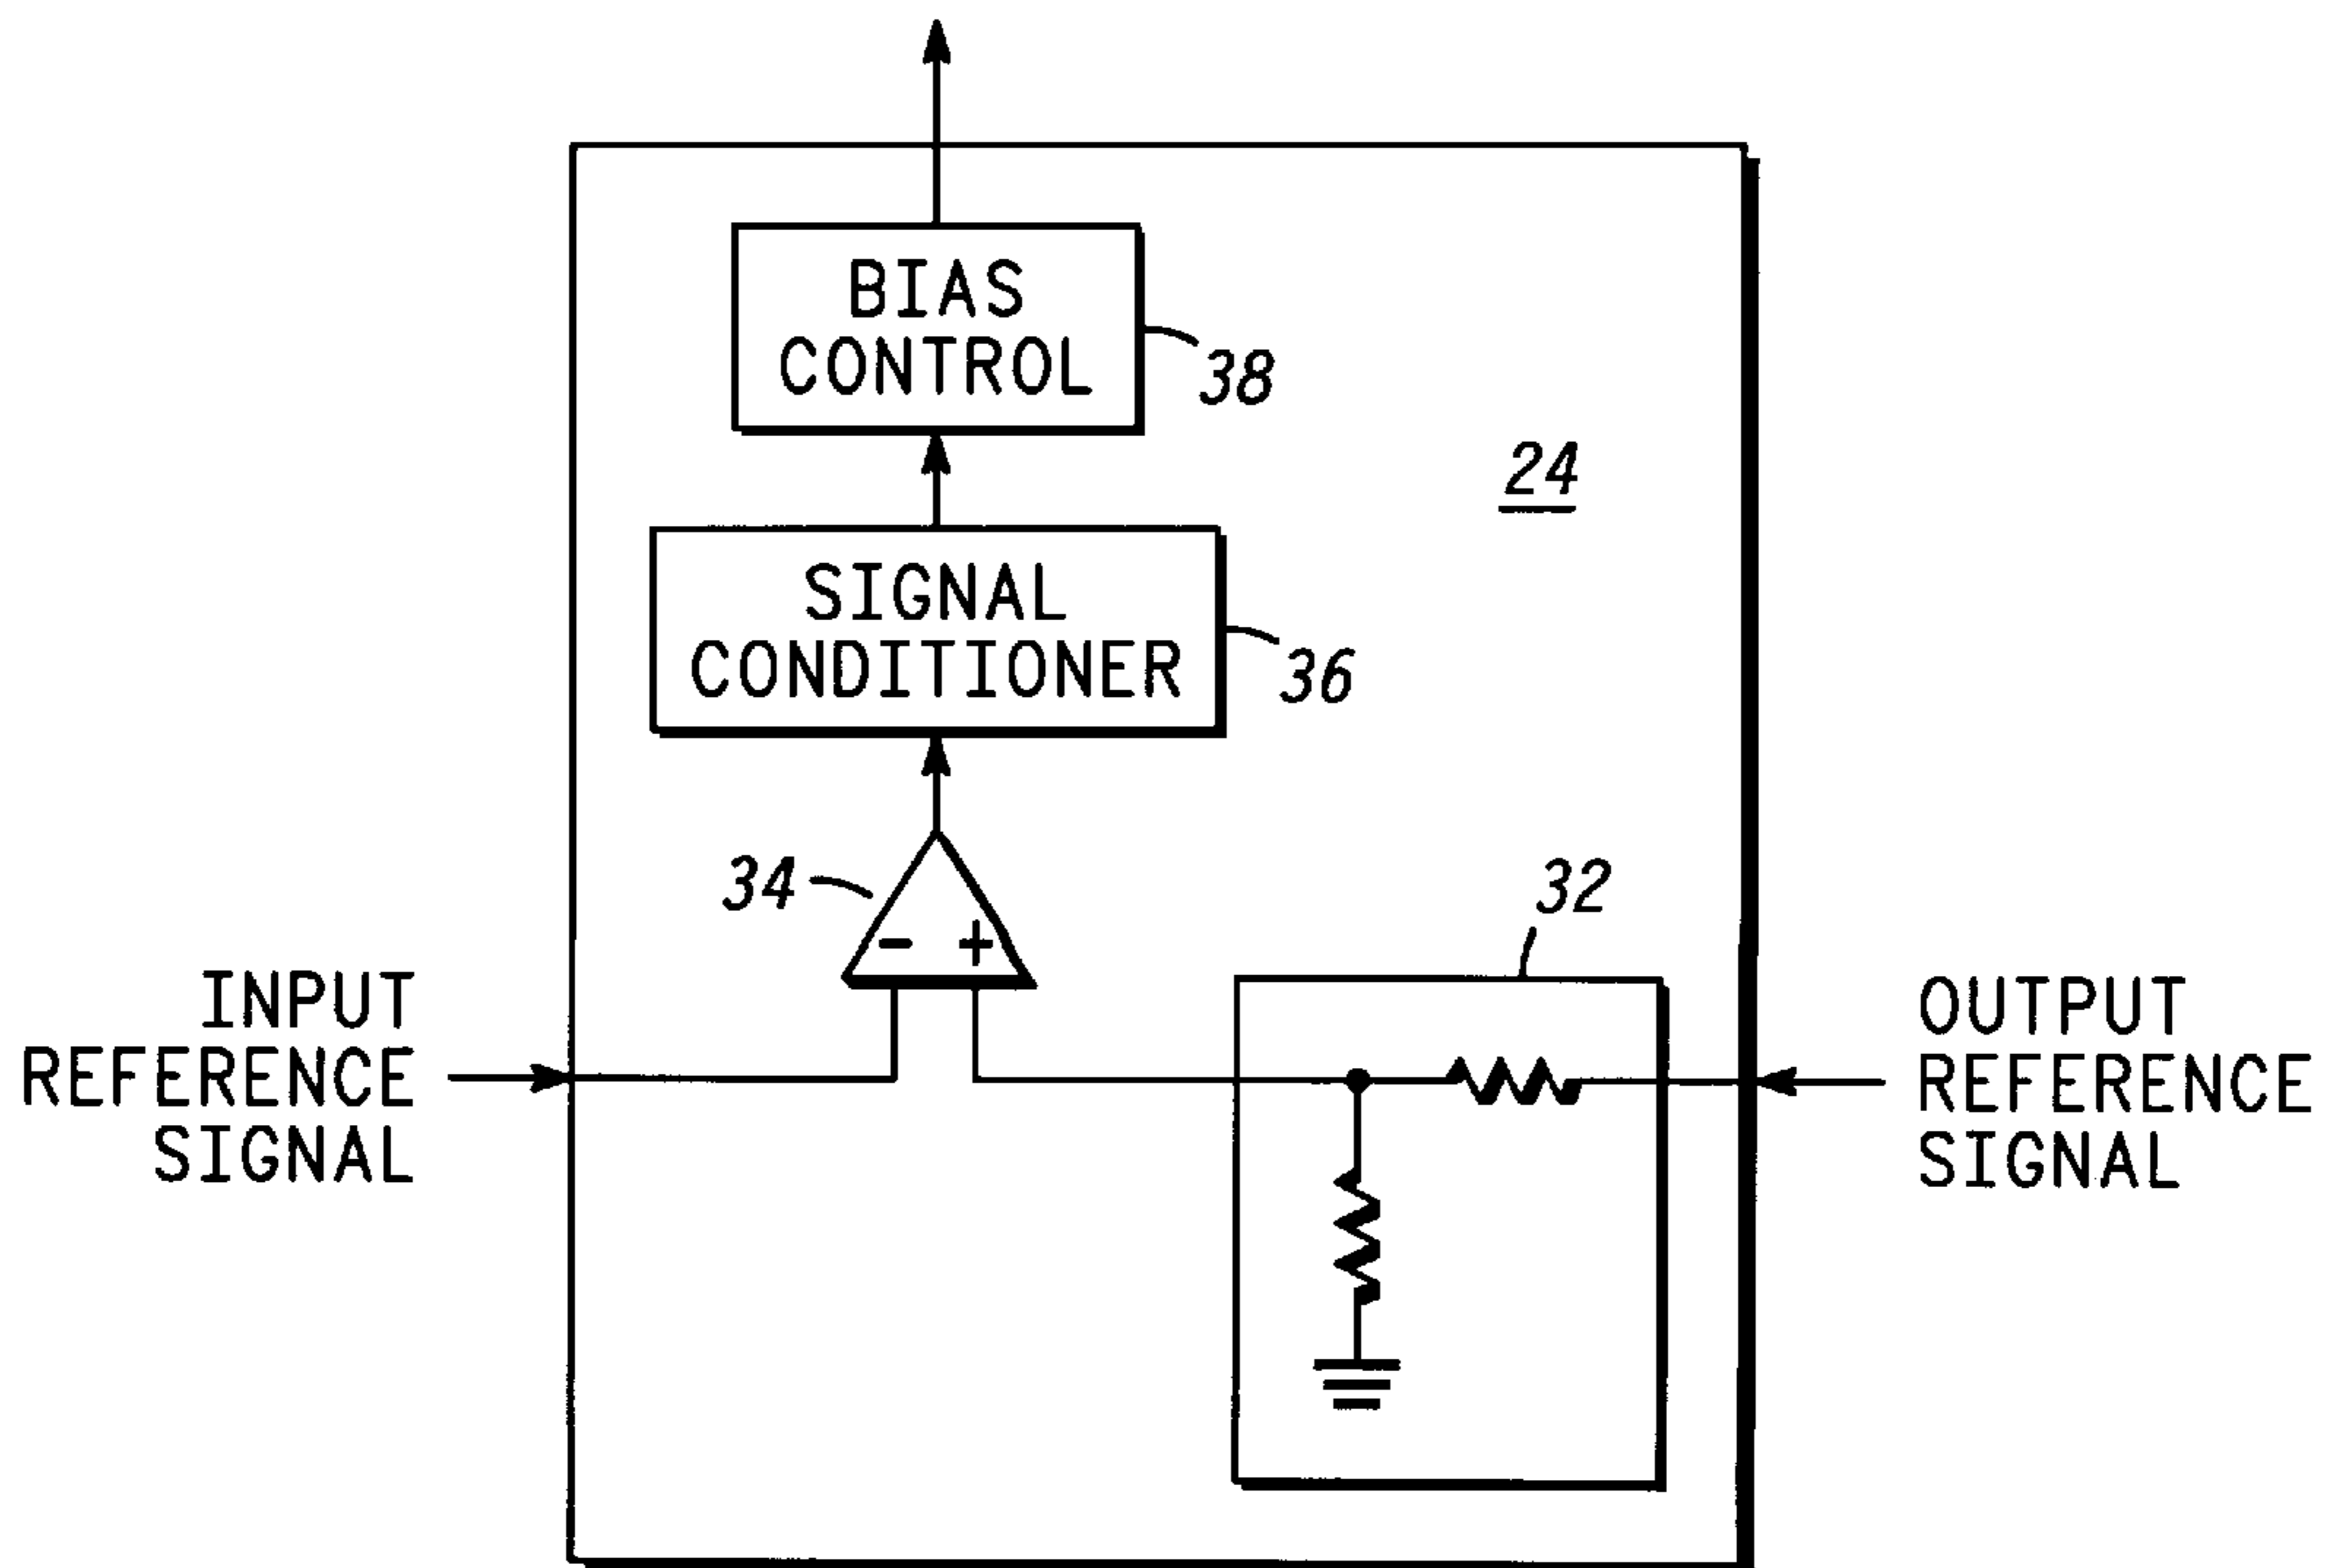 BIAS
CONTROL
38
24
SIGNAL
CONDITIONER
36
34
- +
32
INPUT
REFERENCE
SIGNAL
OUTPUT
REFERENCE
SIGNAL